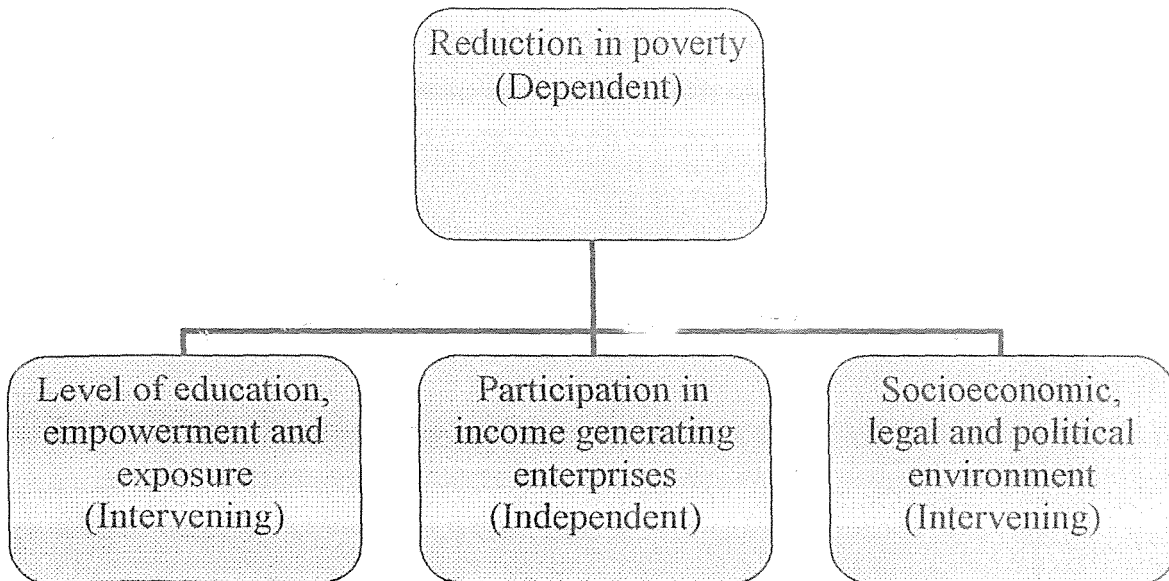 Reduction in poverty
(Dependent)
Level of education,
empowerment and
exposure
(Intervening)
Participation in
income generating
enterprises
(Independent)
Socioeconomic,
legal and political
environment
(Intervening)